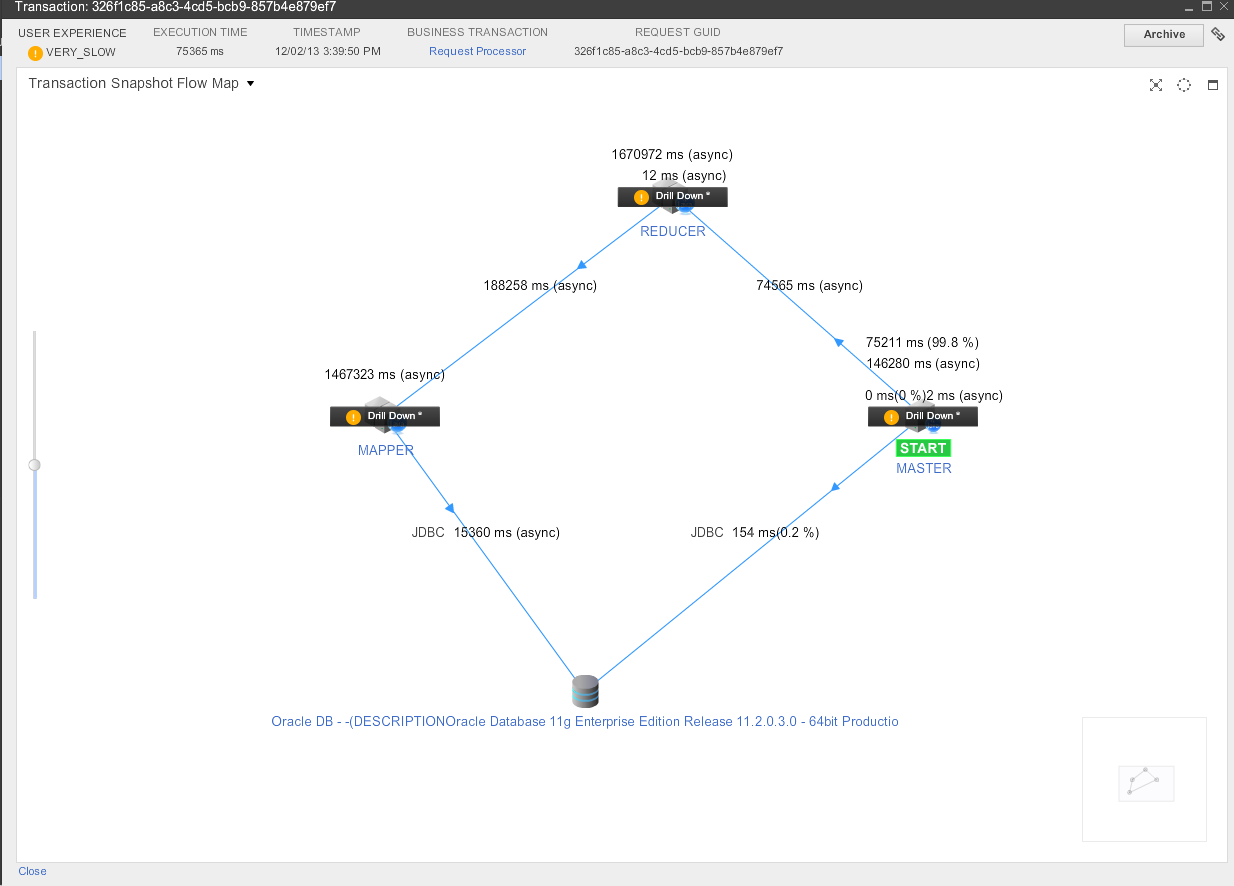 Transaction: 326f1c85-a8c3-4cd5-bcb9-857b4e879ef7
USER EXPERIENCE
VERY_SLOW
EXECUTION TIME
75365 ms
TIMESTAMP
12/02/13 3:39:50 PM
BUSINESS TRANSACTION
Request Processor
REQUEST GUID
326f1c85-a8c3-4cd5-bcb9-857b4e879ef7
Archive
Transaction Snapshot Flow Map
1670972 ms (async)
12 ms (async)
Drill Down *
REDUCER
188258 ms (async)
74565 ms (async)
75211 ms (99.8 %)
146280 ms (async)
0 ms(0 %)2 ms (async)
Drill Down *
START
MASTER
1467323 ms (async)
Drill Down *
MAPPER
JDBC 15360 ms (async)
JDBC 154 ms(0.2 %)
Oracle DB - -(DESCRIPTIONOracle Database 11g Enterprise Edition Release 11.2.0.3.0 - 64bit Productio
Close